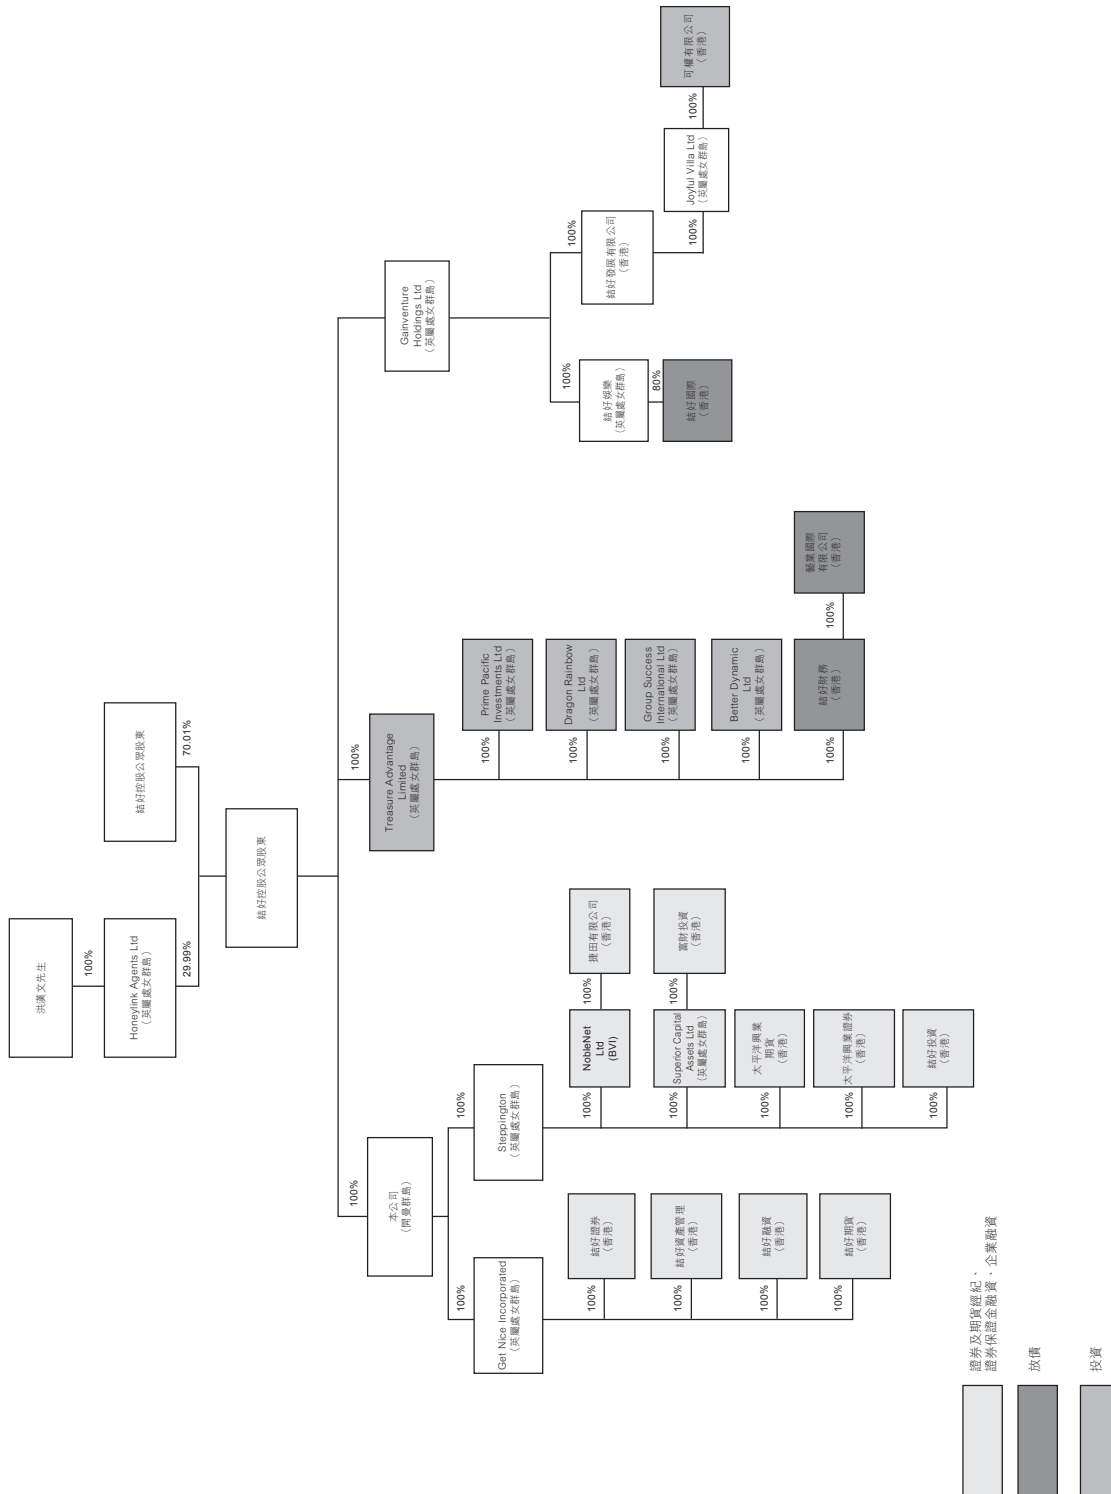 洪漢文先生
100%
Honeylink Agents Ltd
（英屬處女群島）
結好控股公眾股東
29.99%
70.01%
結好控股公眾股東
100%
本公司
（開曼群島）
100%
Treasure Advantage
Limited
（英屬處女群島）
Gainventure
Holdings Ltd
（英屬處女群島）
100%
Get Nice Incorporated
（英屬處女群島）
100%
Steppington
（英屬處女群島）
100%
結好證券
（香港）
100%
結好資產管理
（香港）
100%
結好融資
（香港）
100%
結好期貨
（香港）
100%
NobleNet
Ltd
(BVI)
100%
捷田有限公司
（香港）
100%
Superior Capital
Assets Ltd
（英屬處女群島）
100%
富財投資
（香港）
100%
太平洋興業
期貨
（香港）
100%
太平洋興業證券
（香港）
100%
結好投資
（香港）
100%
Prime Pacific
Investments Ltd
（英屬處女群島）
100%
Dragon Rainbow
Ltd
（英屬處女群島）
100%
Group Success
International Ltd
（英屬處女群島）
100%
Better Dynamic
Ltd
（英屬處女群島）
100%
結好財務
（香港）
100%
藝業國際
有限公司
（香港）
100%
結好娛樂
（英屬處女群島）
80%
結好國際
（香港）
100%
結好發展有限公司
（香港）
100%
Joyful Villa Ltd
（英屬處女群島）
100%
可權有限公司
（香港）
證券及期貨經紀、
證券保證金融資、企業融資
放債
投資